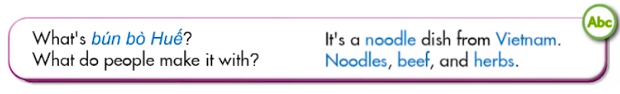 What's bún bò Huế?
What do people make it with?
It's a noodle dish from Vietnam.
Noodles, beef, and herbs.
Abc